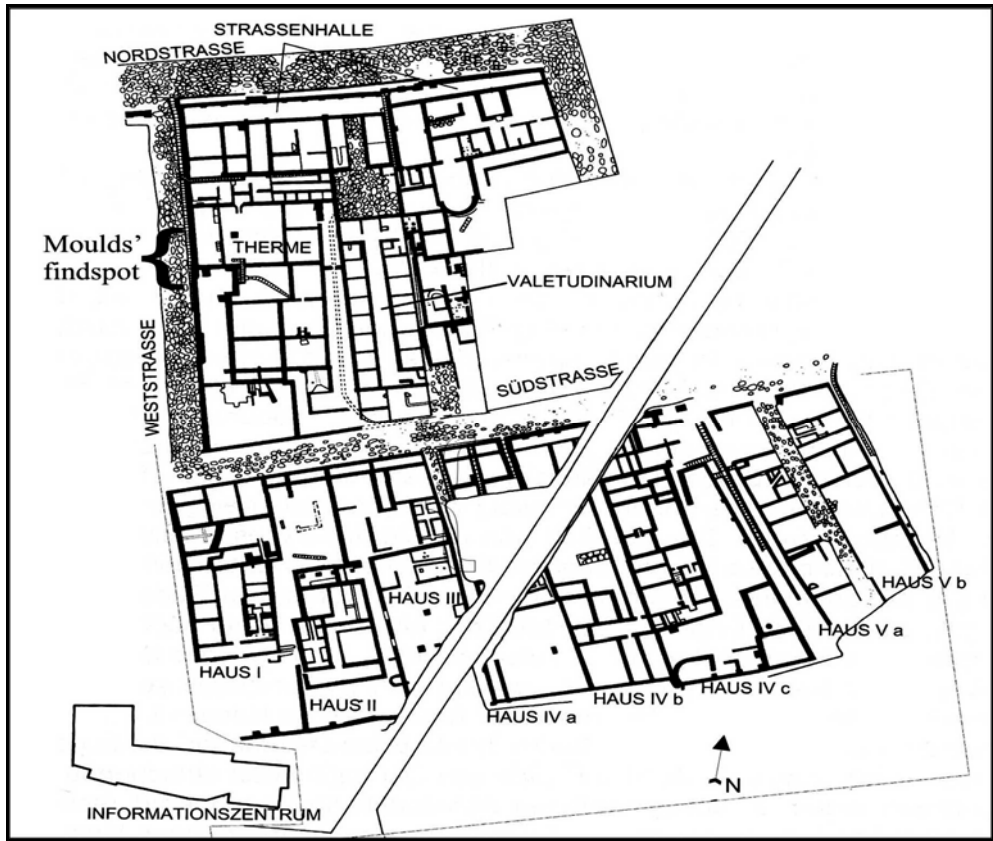 STRASSENHALLE
NORDSTRASSE
Moulds'
findspot
THERME
VALETUDINARIUM
WESTSTRASSE
SÜDSTRASSE
HAUS I
HAUS II
HAUS III
HAUS IV a
HAUS IV b
HAUS IV c
HAUS V a
HAUS V b
N
INFORMATIONSZENTRUM